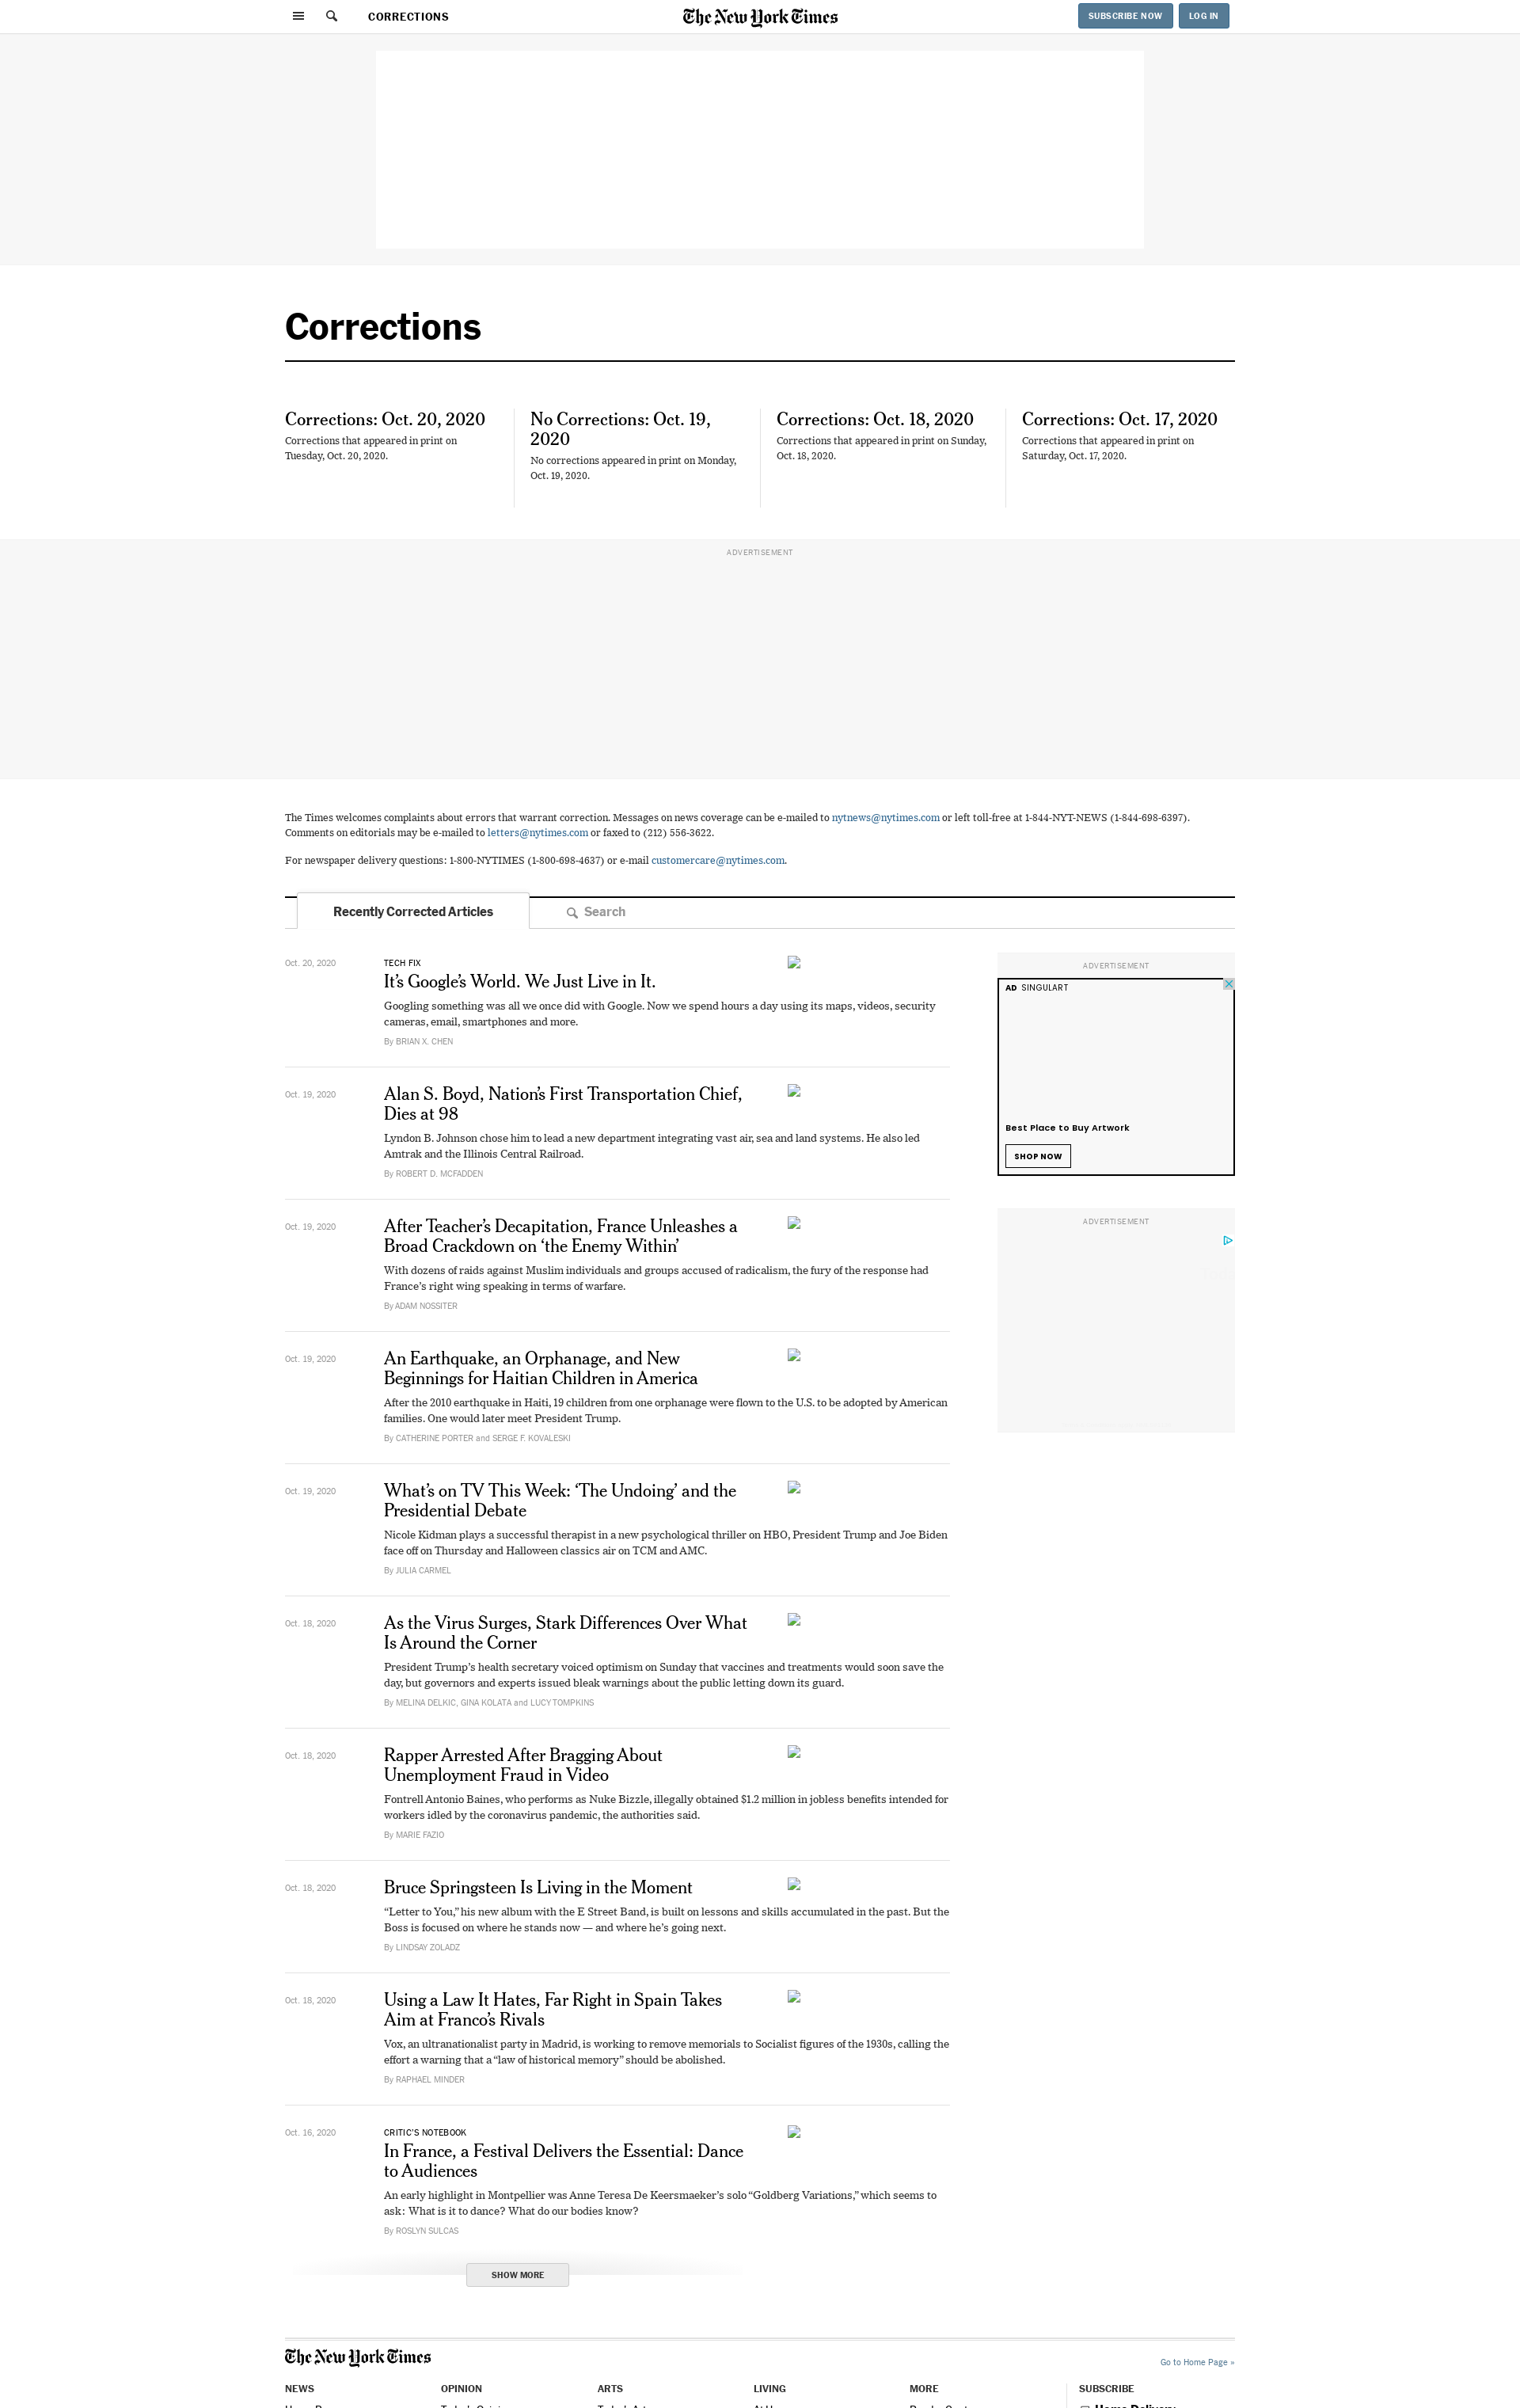 CORRECTIONS
The New York Times
SUBSCRIBE NOW
LOG IN
Corrections
Corrections: Oct. 20, 2020
Corrections that appeared in print on
Tuesday, Oct. 20, 2020.
No Corrections: Oct. 19,
2020
No corrections appeared in print on Monday,
Oct. 19, 2020.
Corrections: Oct. 18, 2020
Corrections that appeared in print on Sunday,
Oct. 18, 2020.
Corrections: Oct. 17, 2020
Corrections that appeared in print on
Saturday, Oct. 17, 2020.
ADVERTISEMENT
The Times welcomes complaints about errors that warrant correction. Messages on news coverage can be e-mailed to nytnews@nytimes.com or left toll-free at 1-844-NYT-NEWS (1-844-698-6397).
Comments on editorials may be e-mailed to letters@nytimes.com or faxed to (212) 556-3622.
For newspaper delivery questions: 1-800-NYTIMES (1-800-698-4637) or e-mail customercare@nytimes.com.
Recently Corrected Articles
Search
Oct. 20, 2020
TECH FIX
It’s Google’s World. We Just Live in It.
Googling something was all we once did with Google. Now we spend hours a day using its maps, videos, security
cameras, email, smartphones and more.
By BRIAN X. CHEN
Oct. 19, 2020
Alan S. Boyd, Nation’s First Transportation Chief,
Dies at 98
Lyndon B. Johnson chose him to lead a new department integrating vast air, sea and land systems. He also led
Amtrak and the Illinois Central Railroad.
By ROBERT D. MCFADDEN
Oct. 19, 2020
After Teacher’s Decapitation, France Unleashes a
Broad Crackdown on ‘the Enemy Within’
With dozens of raids against Muslim individuals and groups accused of radicalism, the fury of the response had
France’s right wing speaking in terms of warfare.
By ADAM NOSSITER
Oct. 19, 2020
An Earthquake, an Orphanage, and New
Beginnings for Haitian Children in America
After the 2010 earthquake in Haiti, 19 children from one orphanage were flown to the U.S. to be adopted by American
families. One would later meet President Trump.
By CATHERINE PORTER and SERGE F. KOVALESKI
Oct. 19, 2020
What’s on TV This Week: ‘The Undoing’ and the
Presidential Debate
Nicole Kidman plays a successful therapist in a new psychological thriller on HBO, President Trump and Joe Biden
face off on Thursday and Halloween classics air on TCM and AMC.
By JULIA CARMEL
Oct. 18, 2020
As the Virus Surges, Stark Differences Over What
Is Around the Corner
President Trump’s health secretary voiced optimism on Sunday that vaccines and treatments would soon save the
day, but governors and experts issued bleak warnings about the public letting down its guard.
By MELINA DELKIC, GINA KOLATA and LUCY TOMPKINS
Oct. 18, 2020
Rapper Arrested After Bragging About
Unemployment Fraud in Video
Fontrell Antonio Baines, who performs as Nuke Bizzle, illegally obtained $1.2 million in jobless benefits intended for
workers idled by the coronavirus pandemic, the authorities said.
By MARIE FAZIO
Oct. 18, 2020
Bruce Springsteen Is Living in the Moment
“Letter to You,” his new album with the E Street Band, is built on lessons and skills accumulated in the past. But the
Boss is focused on where he stands now — and where he’s going next.
By LINDSAY ZOLADZ
Oct. 18, 2020
Using a Law It Hates, Far Right in Spain Takes
Aim at Franco’s Rivals
Vox, an ultranationalist party in Madrid, is working to remove memorials to Socialist figures of the 1930s, calling the
effort a warning that a “law of historical memory” should be abolished.
By RAPHAEL MINDER
Oct. 16, 2020
CRITIC’S NOTEBOOK
In France, a Festival Delivers the Essential: Dance
to Audiences
An early highlight in Montpellier was Anne Teresa De Keersmaeker’s solo “Goldberg Variations,” which seems to
ask: What is it to dance? What do our bodies know?
By ROSLYN SULCAS
SHOW MORE
ADVERTISEMENT
AD SINGULART
Best Place to Buy Artwork
SHOP NOW
ADVERTISEMENT
The New York Times
Go to Home Page »
NEWS
OPINION
ARTS
LIVING
MORE
SUBSCRIBE